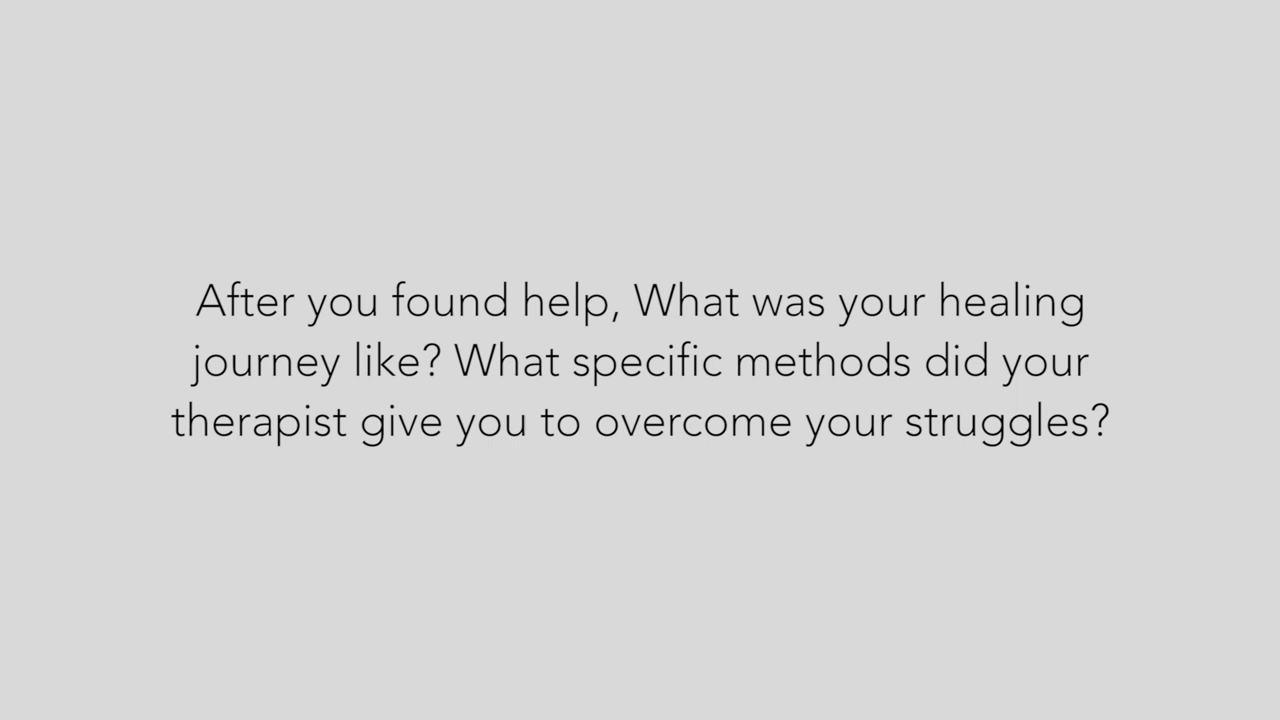 After you found help, What was your healing
journey like? What specific methods did your
therapist give you to overcome your struggles?